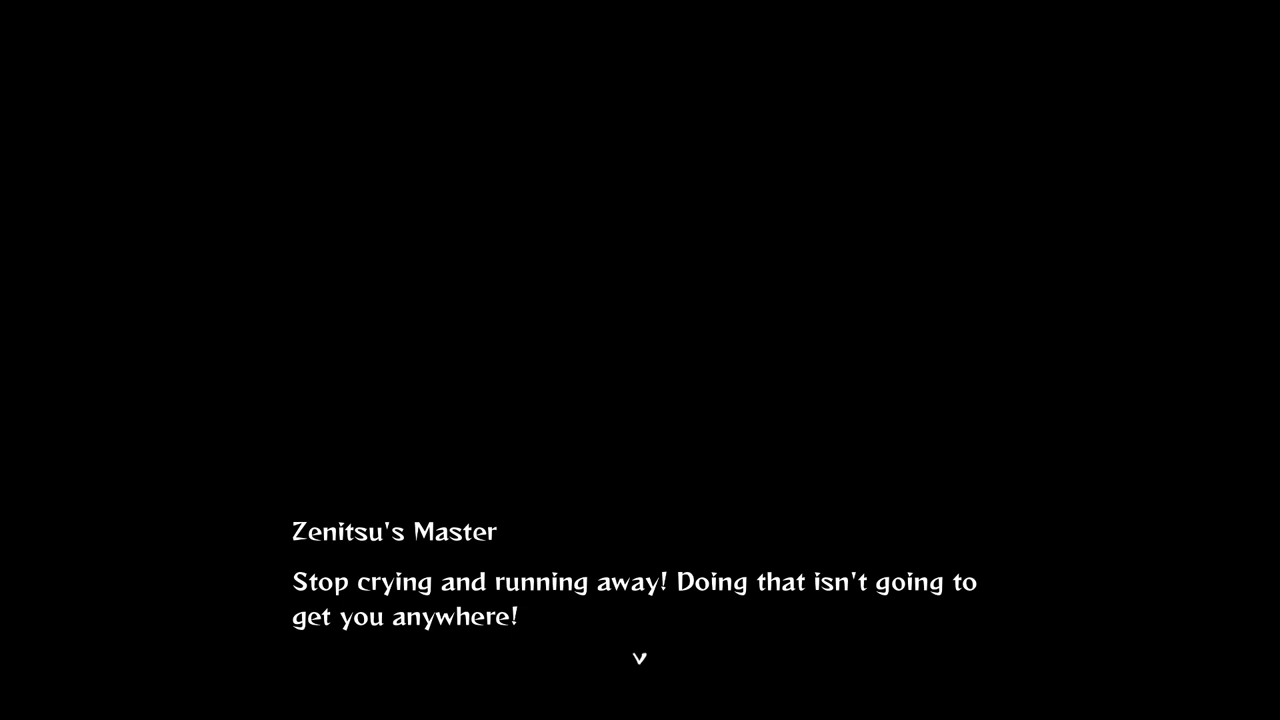 Zenitsu's Master
Stop crying and running away! Doing that isn't going to
get you anywhere!